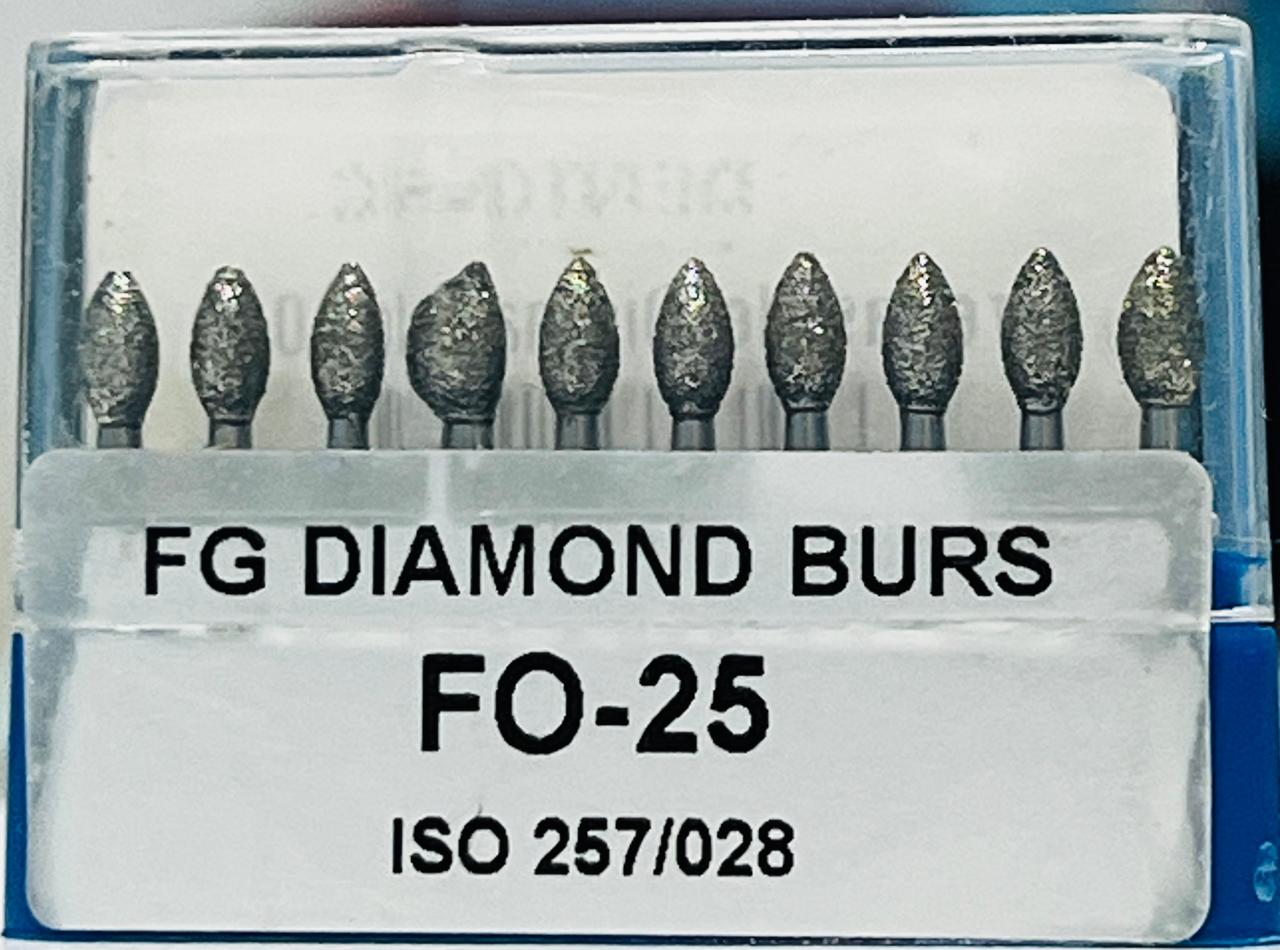 FG DIAMOND BURS
FO-25
ISO 257/028